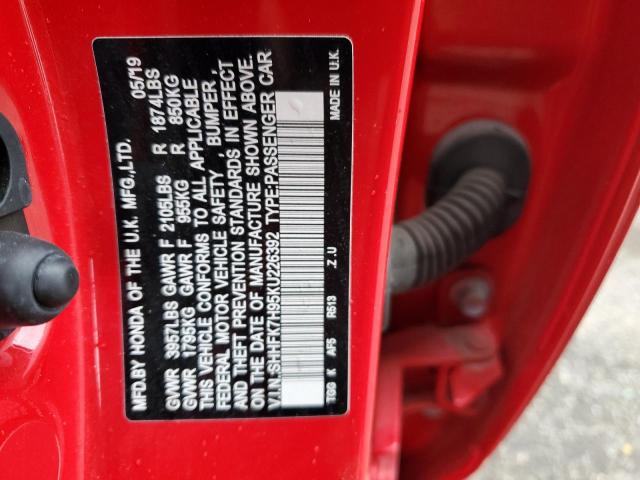 MFD.BY HONDA OF THE U.K. MFG.,LTD. 05/19
GVWR 3957LBS GAWR F 2105LBS R 1874LBS
GVWR 1795KG GAWR F 955KG R 850KG
THIS VEHICLE CONFORMS TO ALL APPLICABLE
FEDERAL MOTOR VEHICLE SAFETY , BUMPER ,
AND THEFT PREVENTION STANDARDS IN EFFECT
ON THE DATE OF MANUFACTURE SHOWN ABOVE.
V.I.N.:SHHFK7H95KU226392 TYPE:PASSENGER CAR
TGG K AF5 R513 .Z.U MADE IN U.K.